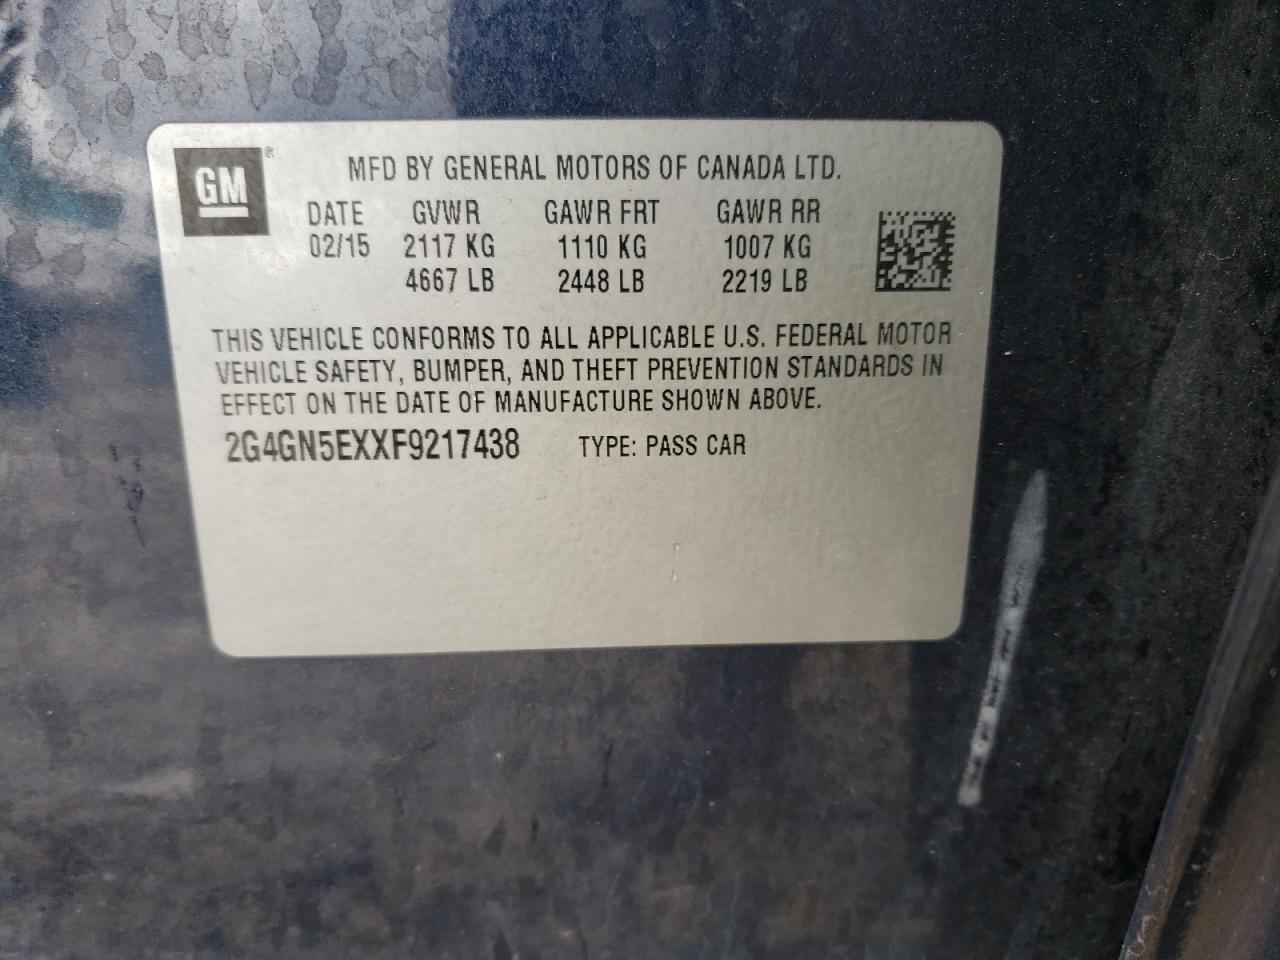 GM ®
MFD BY GENERAL MOTORS OF CANADA LTD.
DATE GVWR GAWR FRT GAWR RR
02/15 2117 KG 1110 KG 1007 KG
4667 LB 2448 LB 2219 LB
THIS VEHICLE CONFORMS TO ALL APPLICABLE U.S. FEDERAL MOTOR
VEHICLE SAFETY, BUMPER, AND THEFT PREVENTION STANDARDS IN
EFFECT ON THE DATE OF MANUFACTURE SHOWN ABOVE.
2G4GN5EXXF9217438 TYPE: PASS CAR